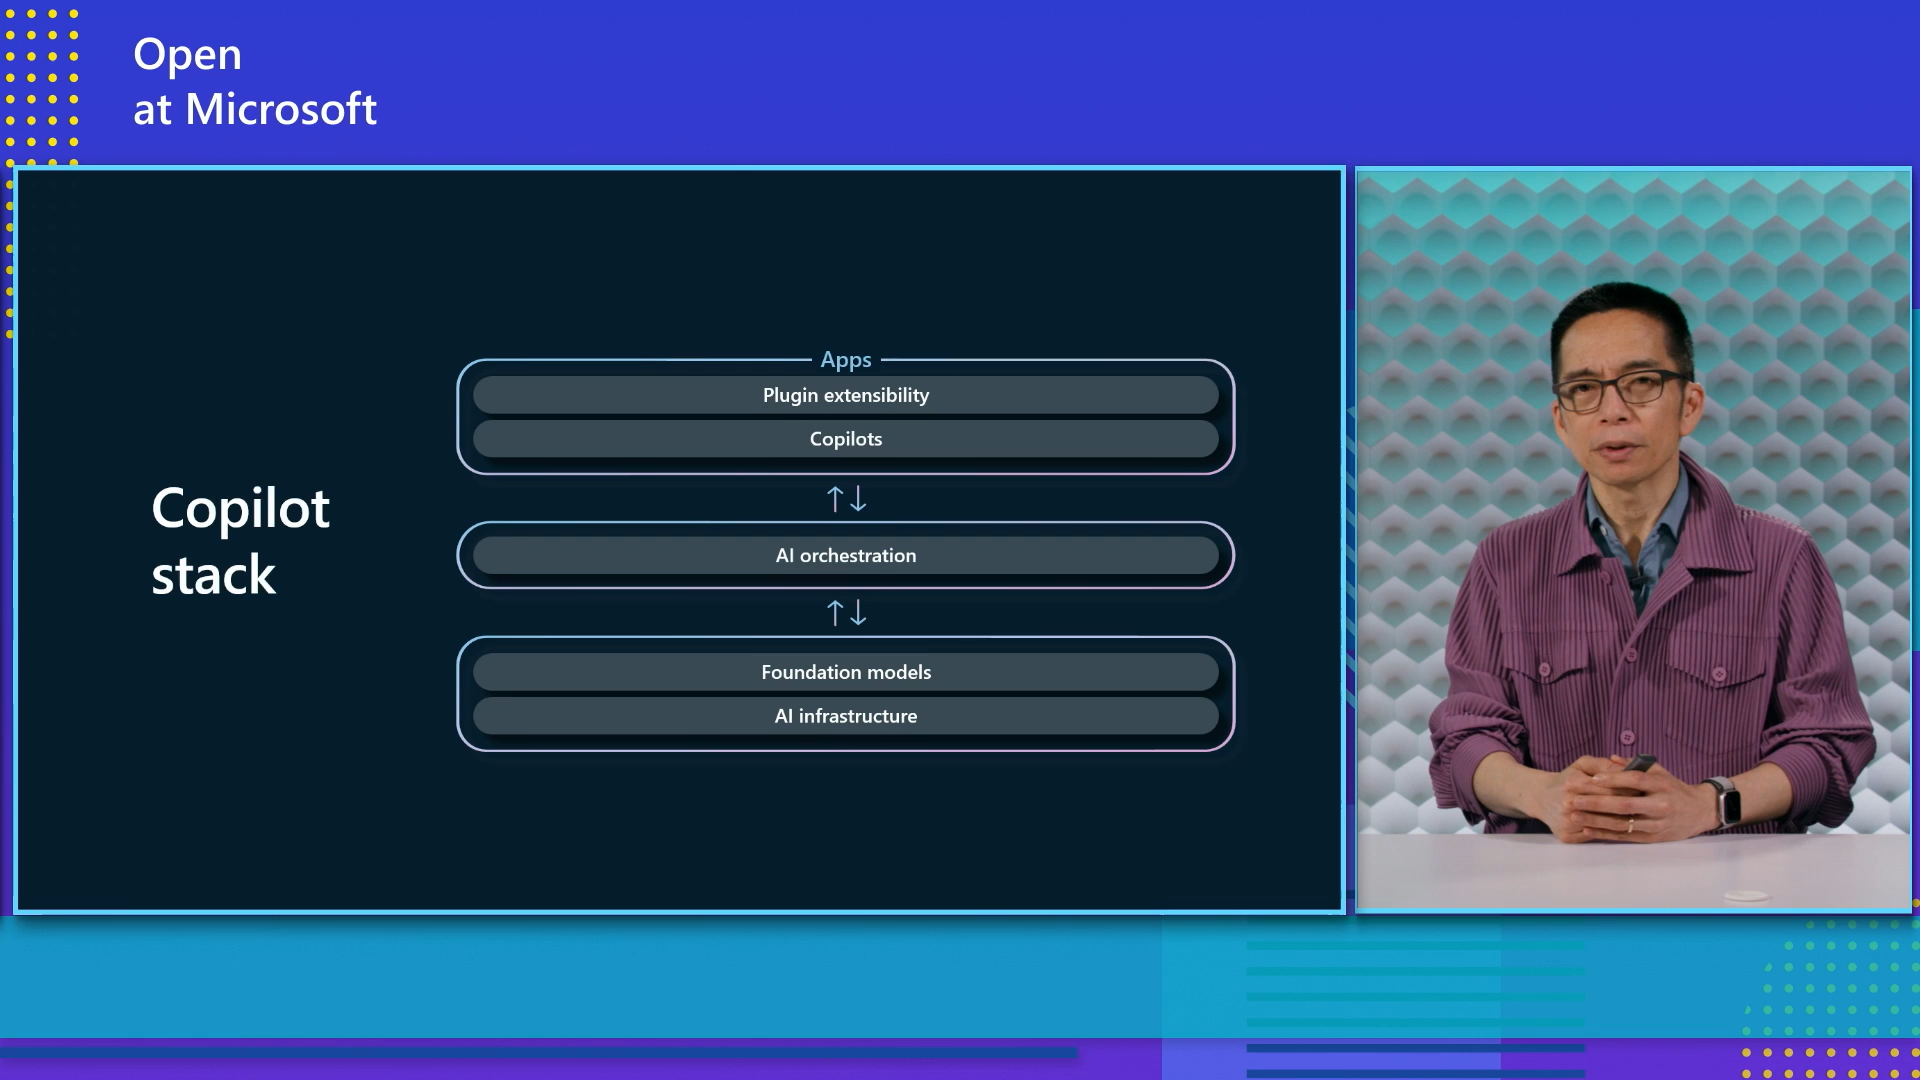 Open
at Microsoft
Copilot
stack
Apps
Plugin extensibility
Copilots
AI orchestration
Foundation models
AI infrastructure